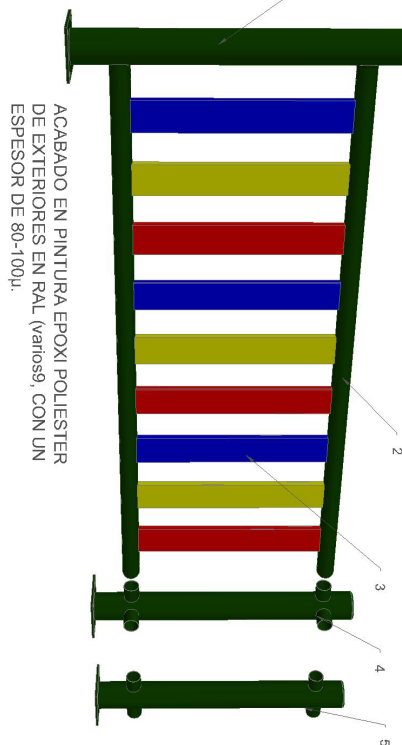 ACABADO EN PINTURA EPOXI POLIESTER
DE EXTERIORES EN RAL (varios9, CON UN
ESPESOR DE 80-100µ.
2
3
4
5